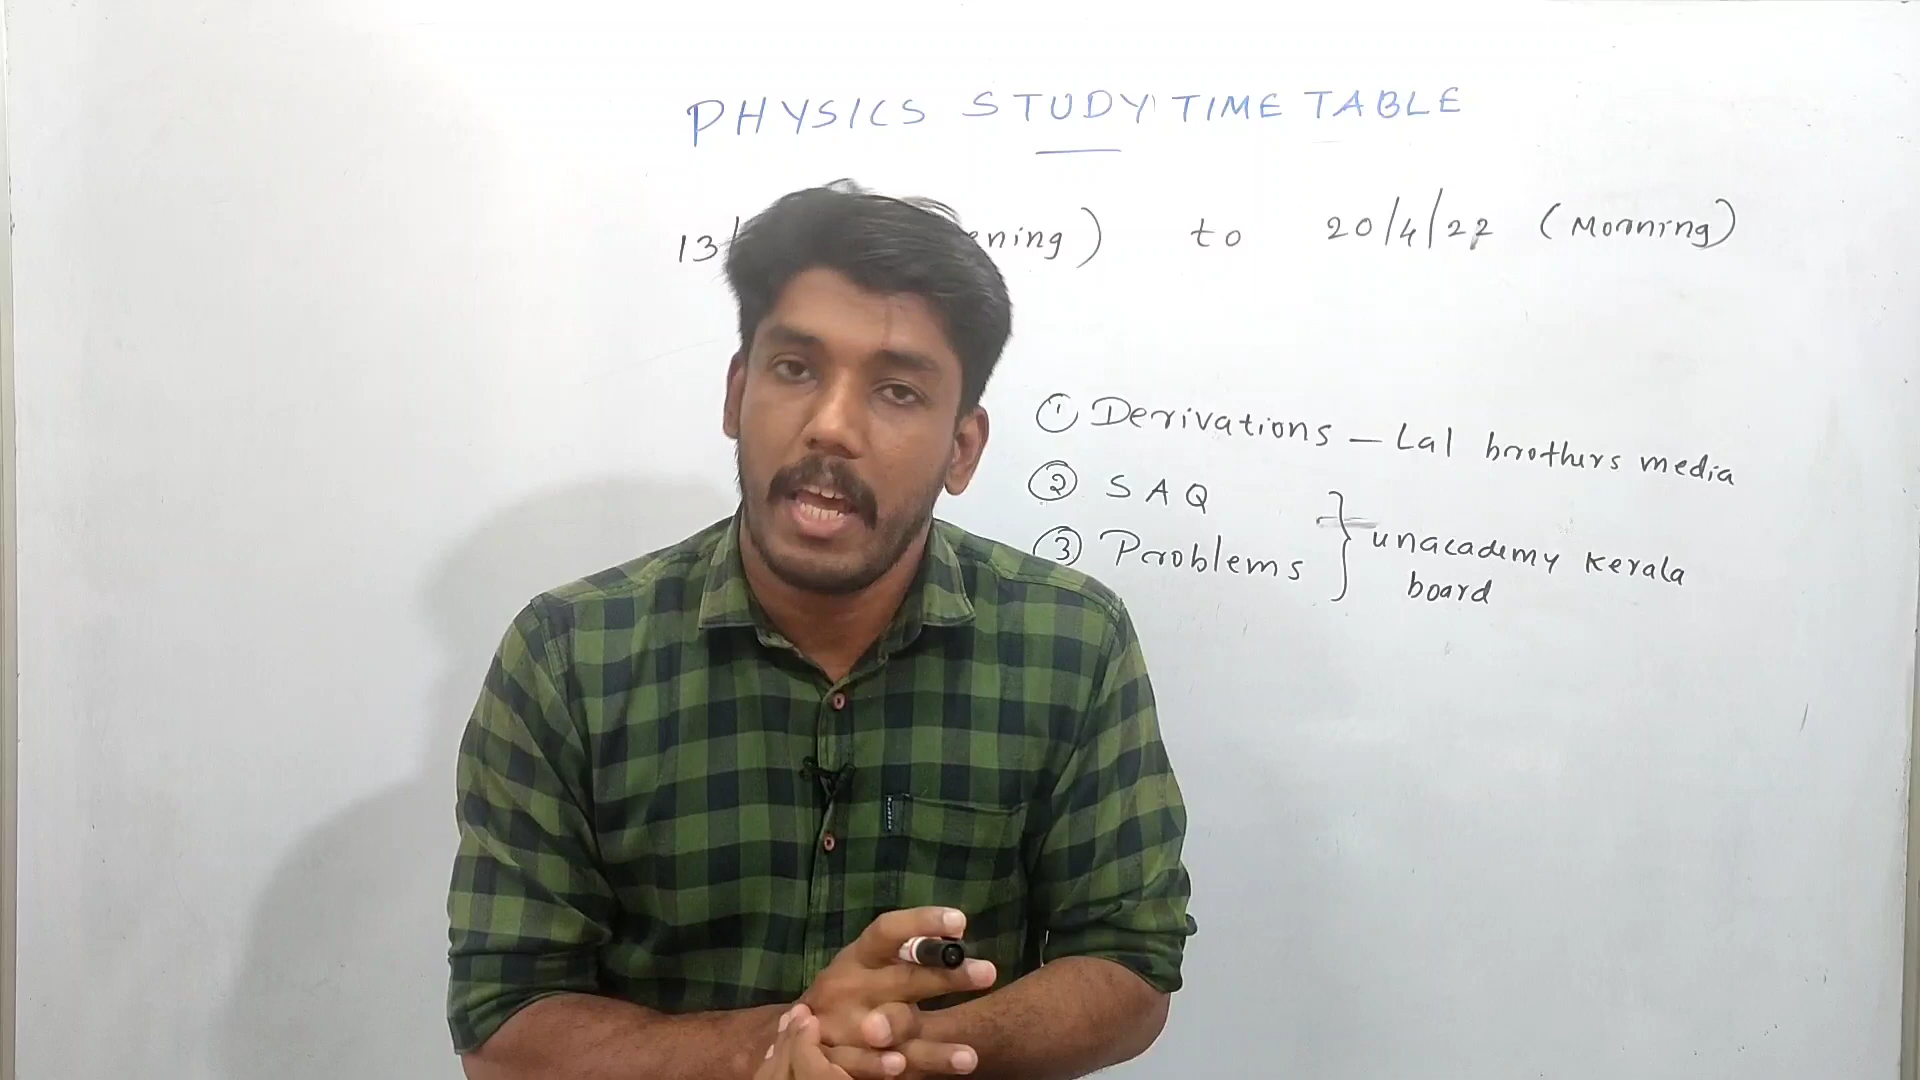 PHYSICS STUDY TIME TABLE
13/ ening) to 20/4/22 (Morning)
① Derivations - Lal brothers media
② SAQ
③ Problems } unacademy Kerala
board